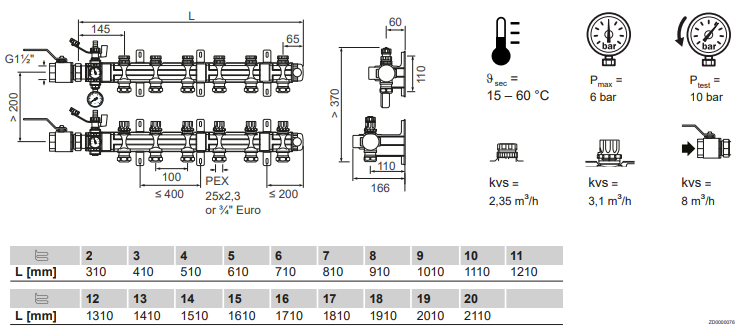 L
145
65
G1½"
> 200
100
≤ 400
PEX
25x2,3
or ¾" Euro
≤ 200
60
110
> 370
110
166
ϑsec =
15 – 60 °C
bar
Pmax =
6 bar
bar
Ptest =
10 bar
kvs =
2,35 m³/h
kvs =
3,1 m³/h
kvs =
8 m³/h
2 3 4 5 6 7 8 9 10 11
L [mm] 310 410 510 610 710 810 910 1010 1110 1210
12 13 14 15 16 17 18 19 20
L [mm] 1310 1410 1510 1610 1710 1810 1910 2010 2110
ZD0000076